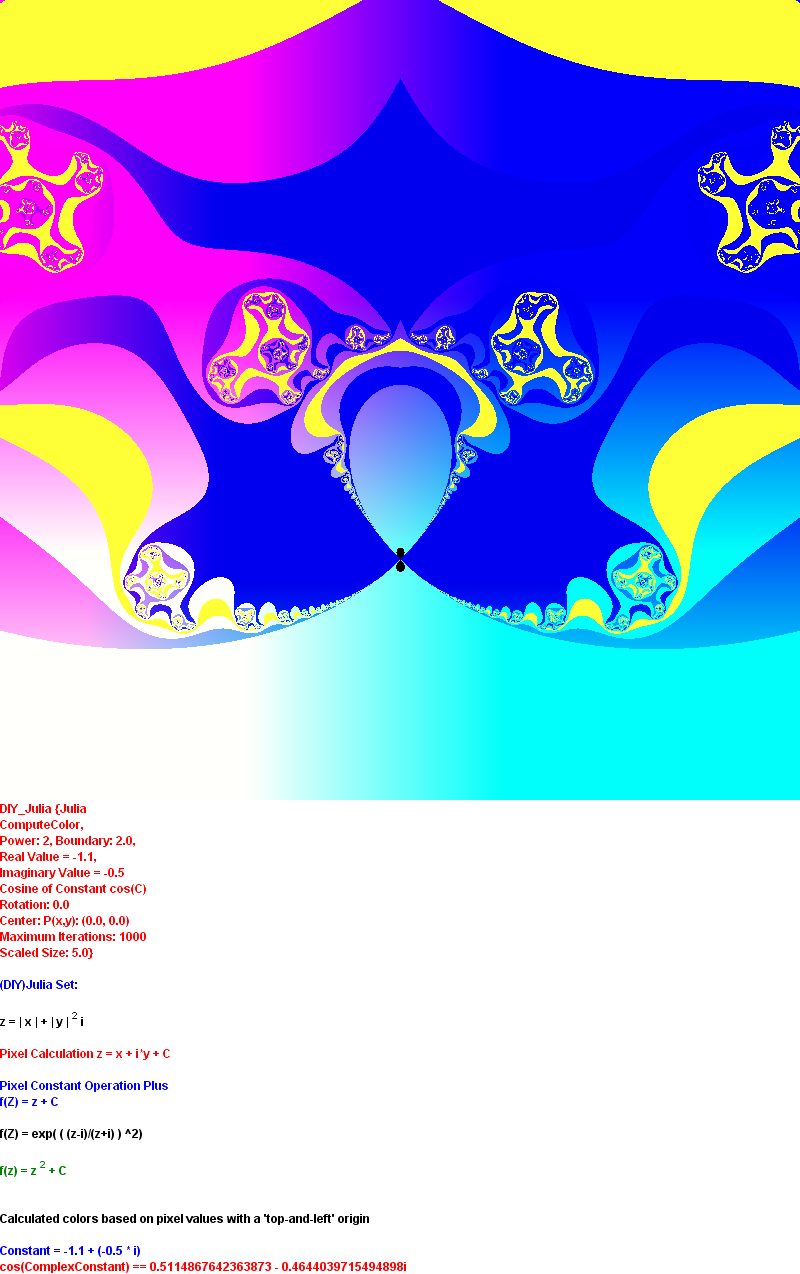 DIY_Julia {Julia
ComputeColor,
Power: 2, Boundary: 2.0,
Real Value = -1.1,
Imaginary Value = -0.5
Cosine of Constant cos(C)
Rotation: 0.0
Center: P(x,y): (0.0, 0.0)
Maximum Iterations: 1000
Scaled Size: 5.0}
(DIY)Julia Set:
z = | x | + | y | ² i
Pixel Calculation z = x + i*y + C
Pixel Constant Operation Plus
f(Z) = z + C
f(Z) = exp( ( (z-i)/(z+i) ) ^2)
f(z) = z ² + C
Calculated colors based on pixel values with a 'top-and-left' origin
Constant = -1.1 + (-0.5 * i)
cos(ComplexConstant) == 0.5114867642363873 - 0.4644039715494898i